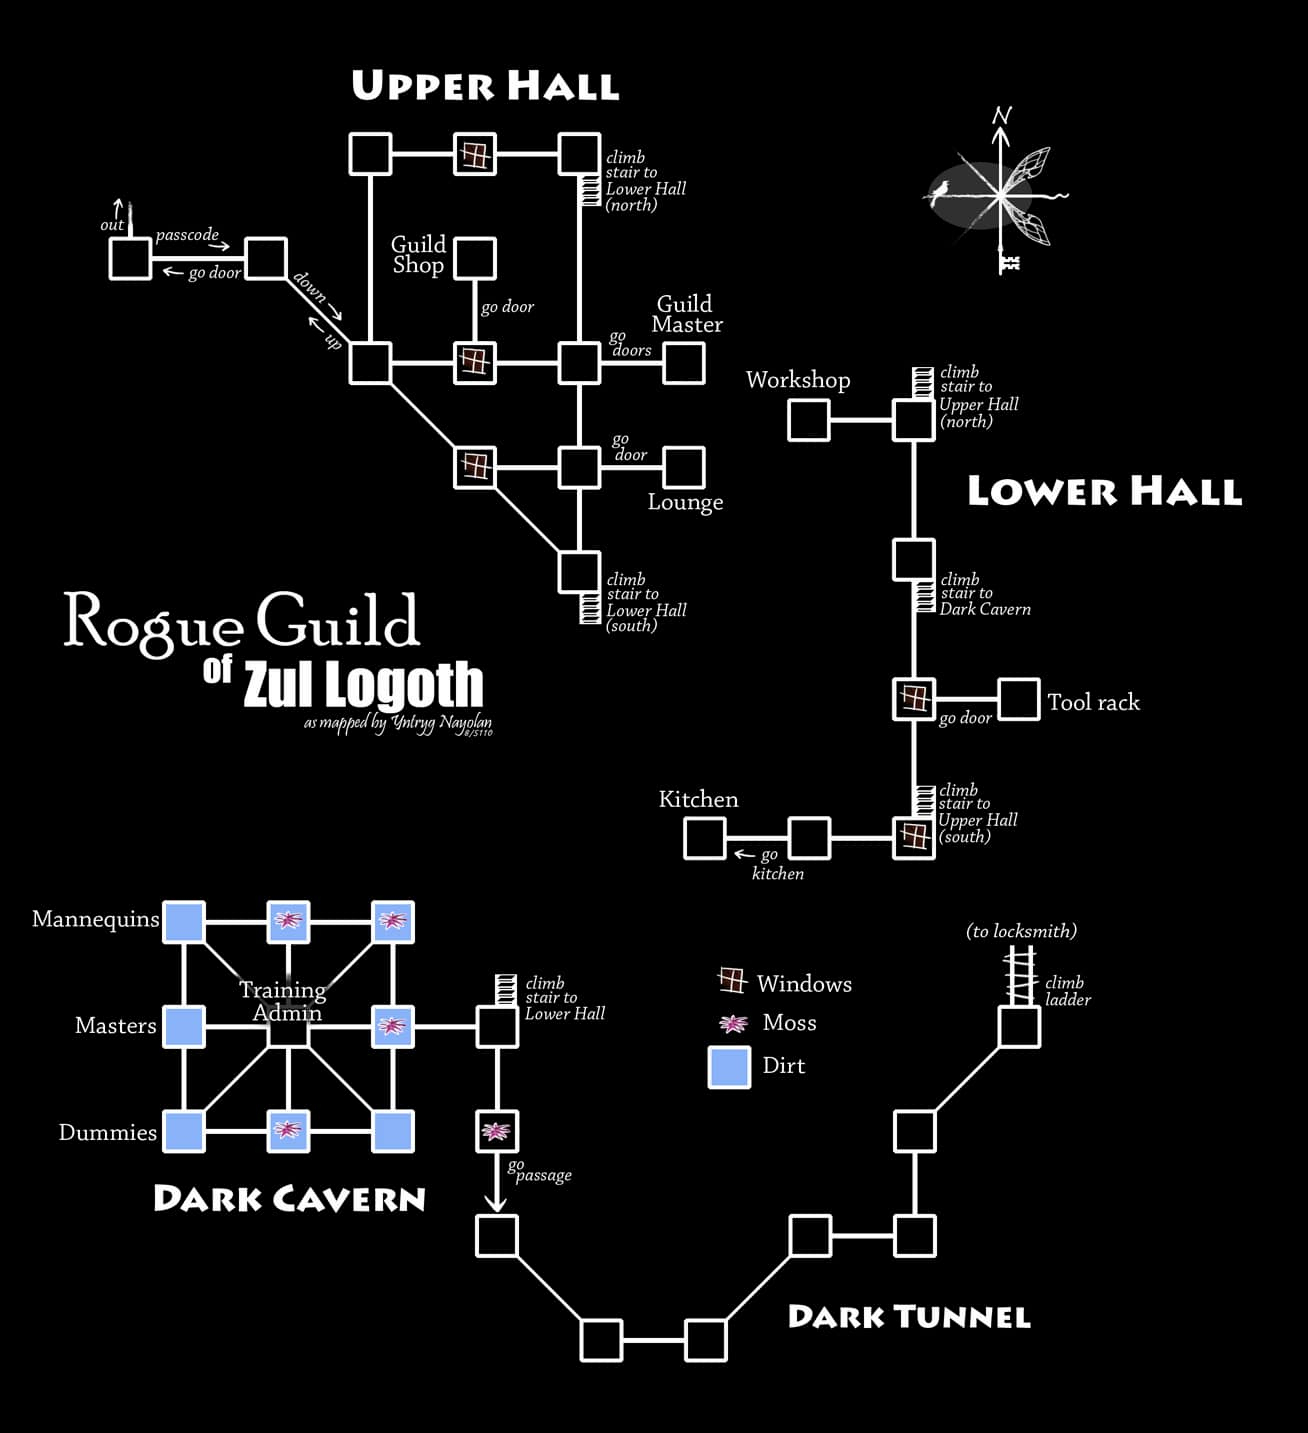 UPPER HALL
N
climb
stair to
Lower Hall
(north)
out
passcode
go door
Guild
Shop
down
up
go door
Guild
Master
go
doors
Workshop
climb
stair to
Upper Hall
(north)
go
door
Lounge
LOWER HALL
climb
stair to
Lower Hall
(south)
climb
stair to
Dark Cavern
Rogue Guild
of Zul Logoth
as mapped by Yntryg Nayolan
8/5110
go door
Tool rack
Kitchen
go
kitchen
climb
stair to
Upper Hall
(south)
Mannequins
Training
Admin
Masters
Dummies
DARK CAVERN
climb
stair to
Lower Hall
go
passage
Windows
Moss
Dirt
(to locksmith)
climb
ladder
DARK TUNNEL